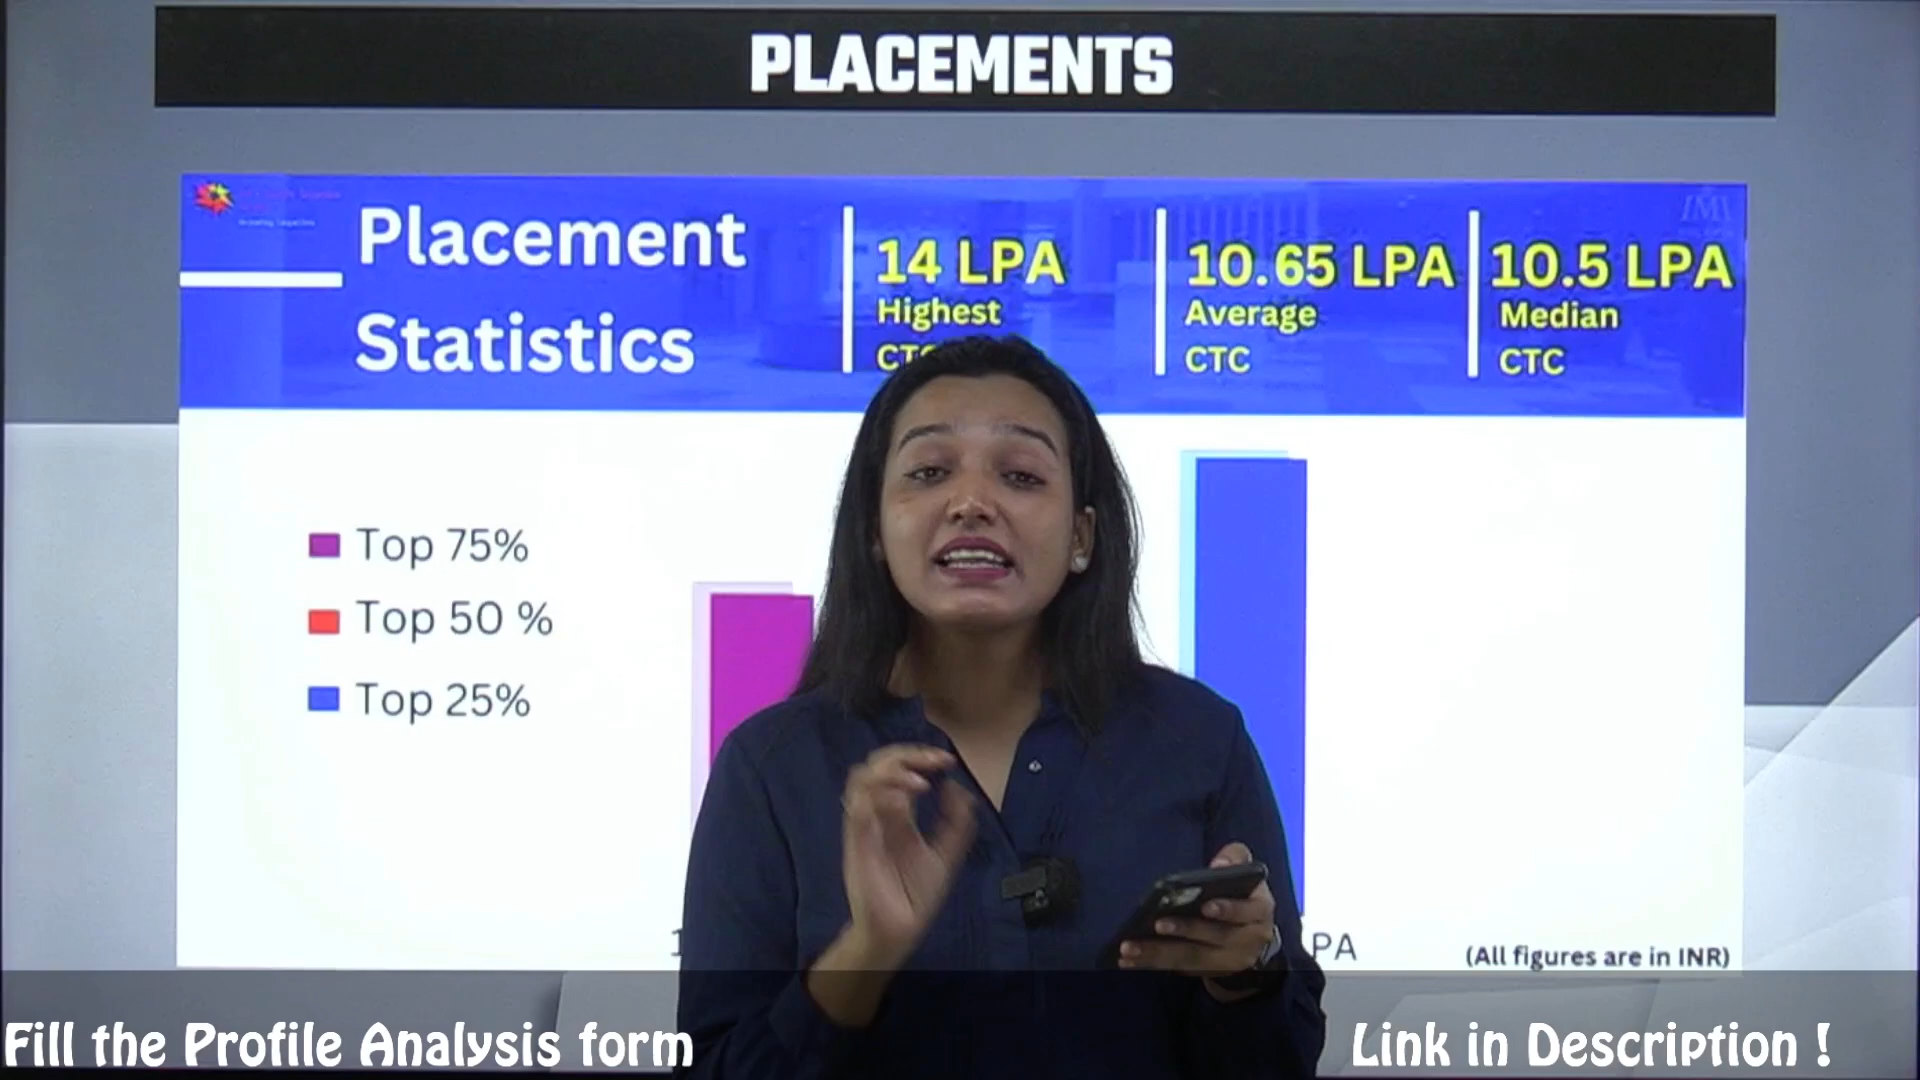 PLACEMENTS
Placement
Statistics
14 LPA
Highest
10.65 LPA
Average
CTC
10.5 LPA
Median
CTC
IMI
Top 75%
Top 50 %
Top 25%
(All figures are in INR)
Fill the Profile Analysis form
Link in Description !